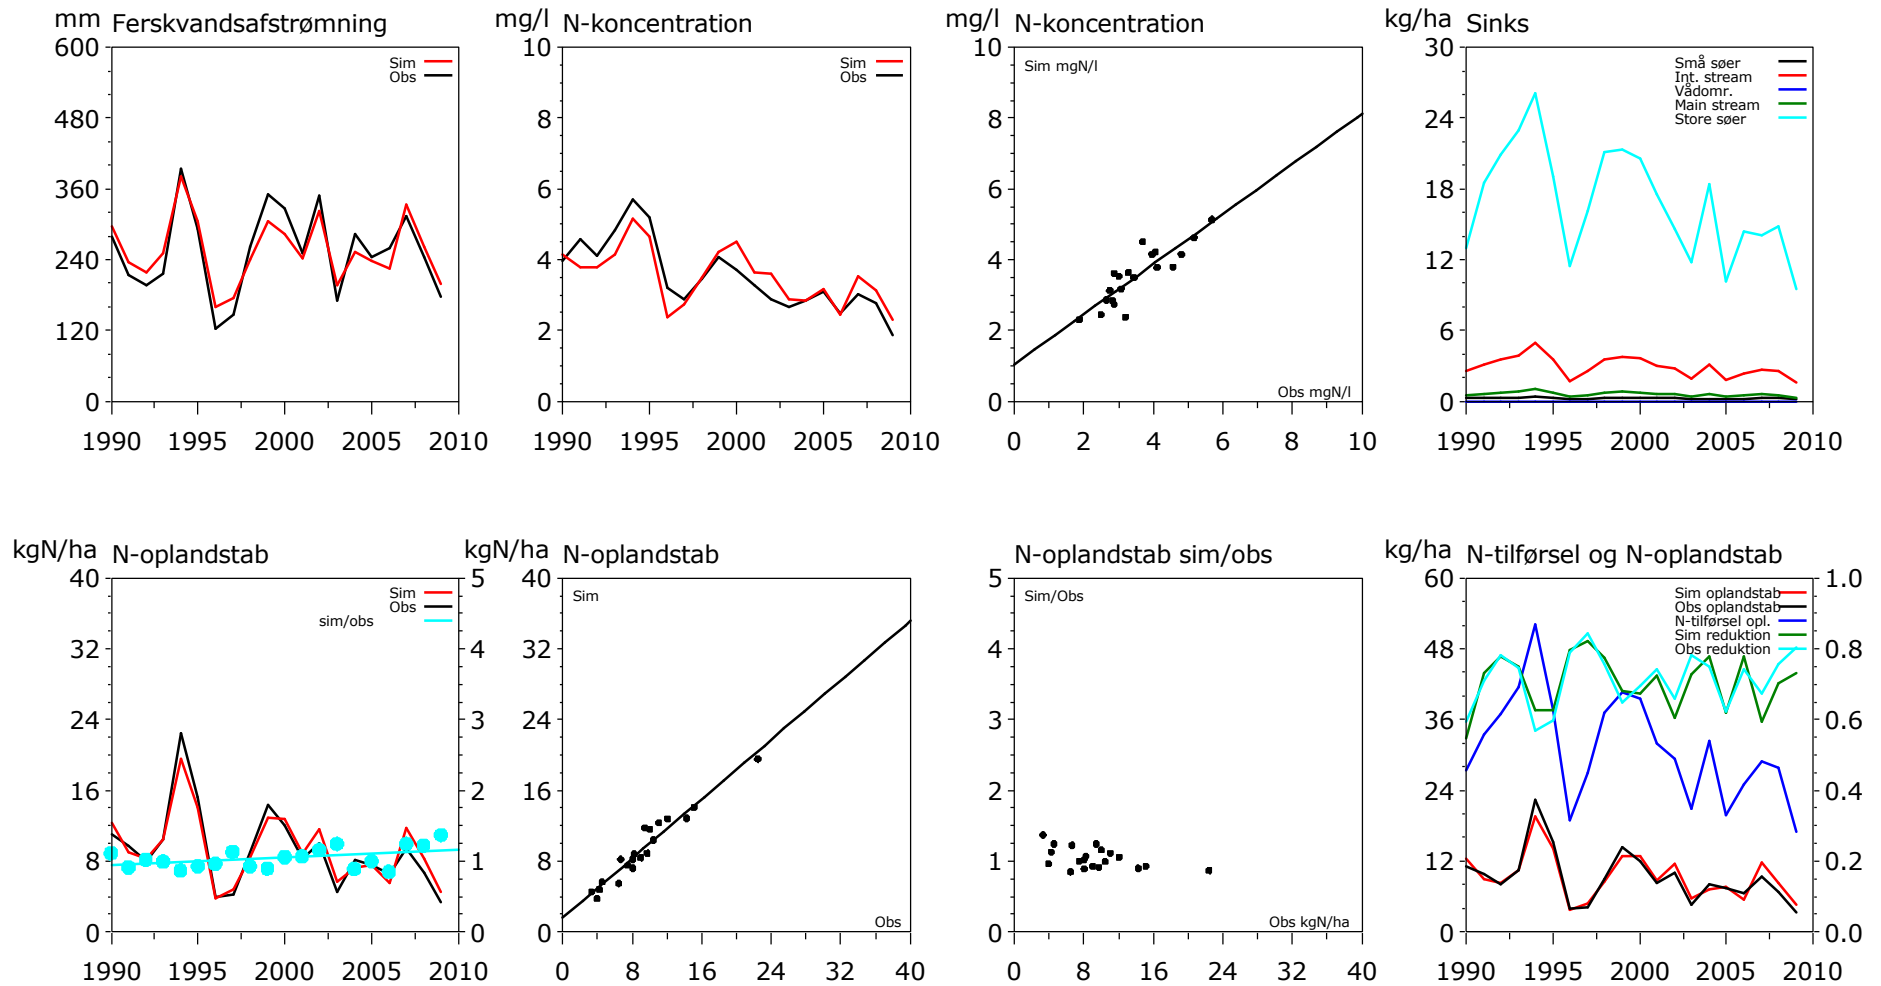 mm Ferskvandsafstrømning
600
480
360
240
120
0
1990 1995 2000 2005 2010
Sim
Obs
mg/l N-koncentration
10
8
6
4
2
0
1990 1995 2000 2005 2010
Sim
Obs
mg/l N-koncentration
10
8
6
4
2
0
0 2 4 6 8 10
Sim mgN/l
Obs mgN/l
kg/ha Sinks
30
24
18
12
6
0
1990 1995 2000 2005 2010
Små søer
Int. stream
Vådomr.
Main stream
Store søer
kgN/ha N-oplandstab
40
32
24
16
8
0
1990 1995 2000 2005 2010
Sim
Obs
sim/obs
5
4
3
2
1
0
kgN/ha N-oplandstab
40
32
24
16
8
0
0 8 16 24 32 40
Sim
Obs
N-oplandstab sim/obs
5
4
3
2
1
0
0 8 16 24 32 40
Sim/Obs
Obs kgN/ha
kg/ha N-tilførsel og N-oplandstab
60
48
36
24
12
0
1990 1995 2000 2005 2010
Sim oplandstab
Obs oplandstab
N-tilførsel opl.
Sim reduktion
Obs reduktion
1.0
0.8
0.6
0.4
0.2
0.0